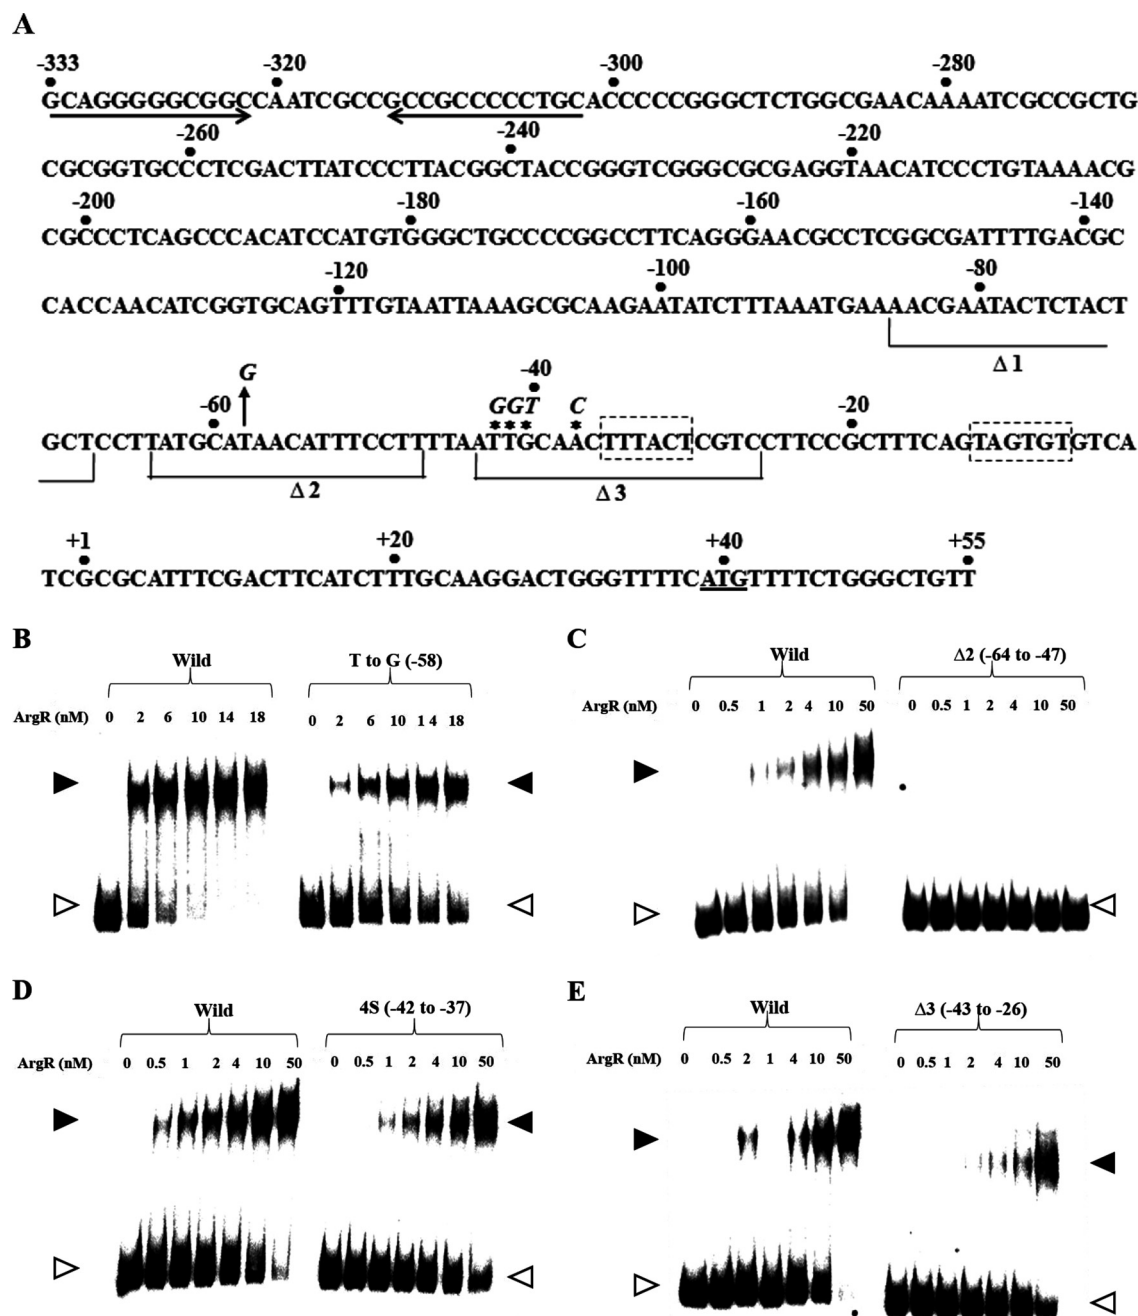 A
-333 -320 -300 -280
GCAGGGGGCGGCCAATCGCCGCCGCCCCCTGCACCCCCGGGCTCTGGCGAACAAAATCGCCGCTG
-260 -240 -220
CGCGGTGCCCTCGACTTATCCCTTACGGCTACCGGGTCGGGCGCGAGGTAACATCCCTGTAAAACG
-200 -180 -160 -140
CGCCCTCAGCCCACATCCATGTGGGCTGCCCCGGCCTTCAGGGAACGCCTCGGCGATTTTGACGC
-120 -100 -80
CACCAACATCGGTGCAGTTTGTAATTAAAGCGCAAGAATATCTTTAAATGAAAACGAATACTCTACT
Δ 1
G -40
-60 GGT C -20
GCTCCTTATGCATAACATTTCCTTTTAATTGCAACTTTACTCGTCCTTCCGCTTTCAGTAGTGTGTCA
Δ 2 Δ 3
+1 +20 +40 +55
TCGCGCATTTCGACTTCATCTTTGCAAGGACTGGGTTTTCATGTTTTCTGGGCTGTT
B
Wild T to G (-58)
ArgR (nM) 0 2 6 10 14 18 0 2 6 10 1 4 18
C
Wild Δ2 (-64 to -47)
ArgR (nM) 0 0.5 1 2 4 10 50 0 0.5 1 2 4 10 50
D
Wild 4S (-42 to -37)
ArgR (nM) 0 0.5 1 2 4 10 50 0 0.5 1 2 4 10 50
E
Wild Δ3 (-43 to -26)
ArgR (nM) 0 0.5 2 1 4 10 50 0 0.5 1 2 4 10 50